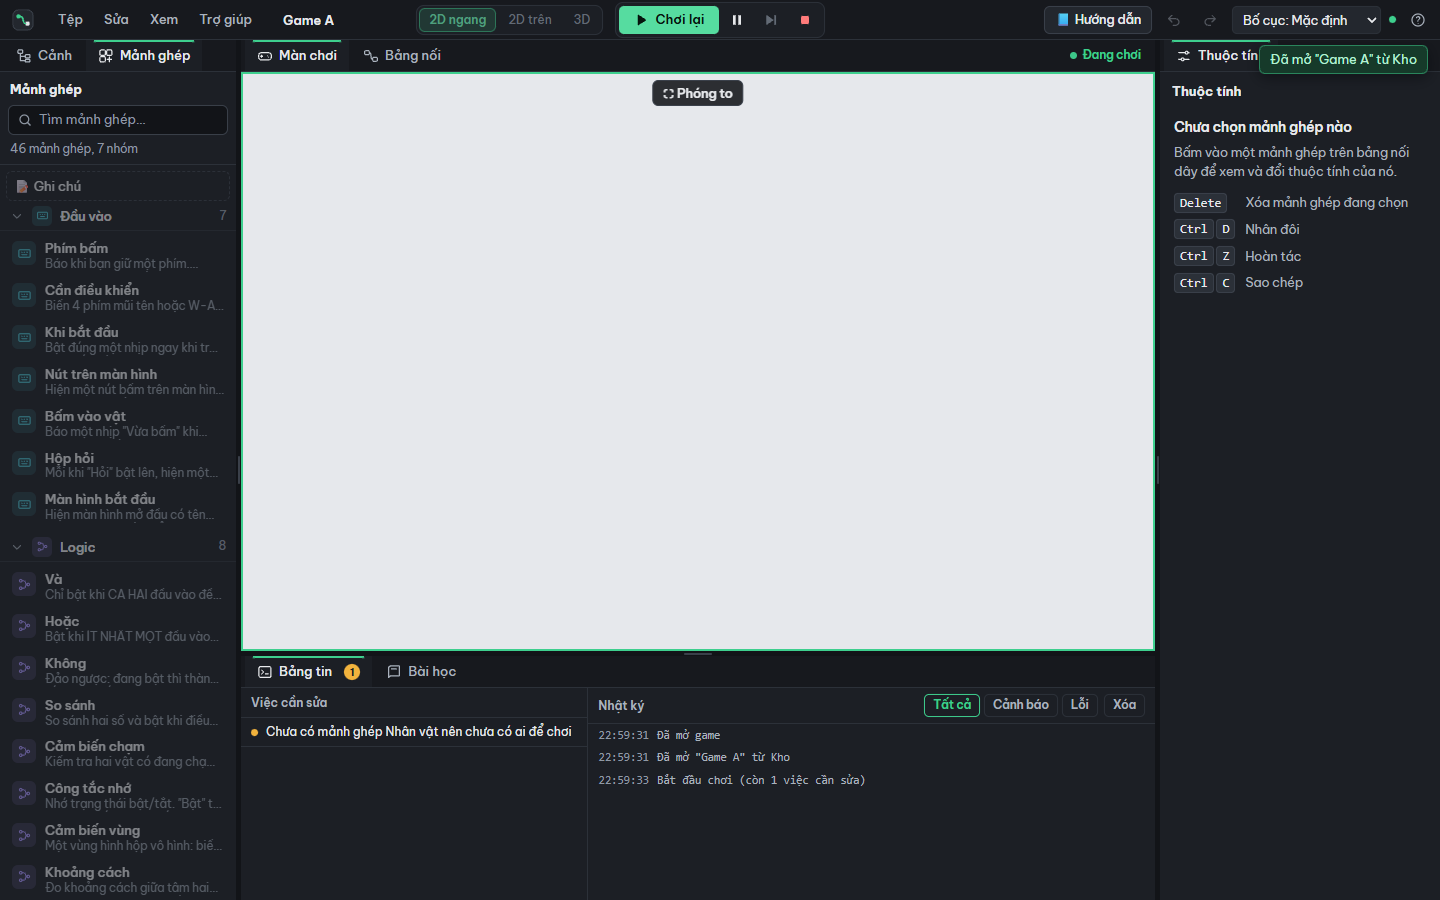 Tệp Sửa Xem Trợ giúp Game A 2D ngang 2D trên 3D Chơi lại 📘 Hướng dẫn Bố cục: Mặc định
Cảnh Mảnh ghép Màn chơi Bảng nối Đang chơi Thuộc tín
Đã mở "Game A" từ Kho
Mảnh ghép
Tìm mảnh ghép...
46 mảnh ghép, 7 nhóm
Ghi chú
Đầu vào 7
Phím bấm
Báo khi bạn giữ một phím....
Cần điều khiển
Biến 4 phím mũi tên hoặc W-A...
Khi bắt đầu
Bật đúng một nhịp ngay khi tr...
Nút trên màn hình
Hiện một nút bấm trên màn hìn...
Bấm vào vật
Báo một nhịp "Vừa bấm" khi...
Hộp hỏi
Mỗi khi "Hỏi" bật lên, hiện một...
Màn hình bắt đầu
Hiện màn hình mở đầu có tên...
Logic 8
Và
Chỉ bật khi CẢ HAI đầu vào đề...
Hoặc
Bật khi ÍT NHẤT MỘT đầu vào...
Không
Đảo ngược: đang bật thì thàn...
So sánh
So sánh hai số và bật khi điều...
Cảm biến chạm
Kiểm tra hai vật có đang chạ...
Công tắc nhớ
Nhớ trạng thái bật/tắt. "Bật" t...
Cảm biến vùng
Một vùng hình hộp vô hình: biế...
Khoảng cách
Đo khoảng cách giữa tâm hai...
Phóng to
Bảng tin 1 Bài học
Việc cần sửa
Chưa có mảnh ghép Nhân vật nên chưa có ai để chơi
Nhật ký Tất cả Cảnh báo Lỗi Xóa
22:59:31 Đã mở game
22:59:31 Đã mở "Game A" từ Kho
22:59:33 Bắt đầu chơi (còn 1 việc cần sửa)
Thuộc tính
Chưa chọn mảnh ghép nào
Bấm vào một mảnh ghép trên bảng nối
dây để xem và đổi thuộc tính của nó.
Delete Xóa mảnh ghép đang chọn
Ctrl D Nhân đôi
Ctrl Z Hoàn tác
Ctrl C Sao chép